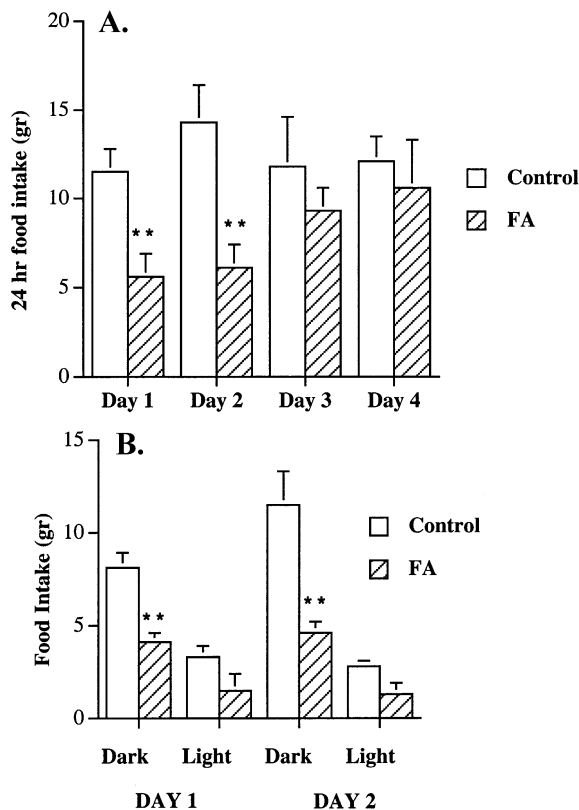 A.
20
15
10
5
0
24 hr food intake (gr)
** **
Control
FA
Day 1 Day 2 Day 3 Day 4
B.
15
10
5
0
Food Intake (gr)
** **
Control
FA
Dark Light Dark Light
DAY 1 DAY 2